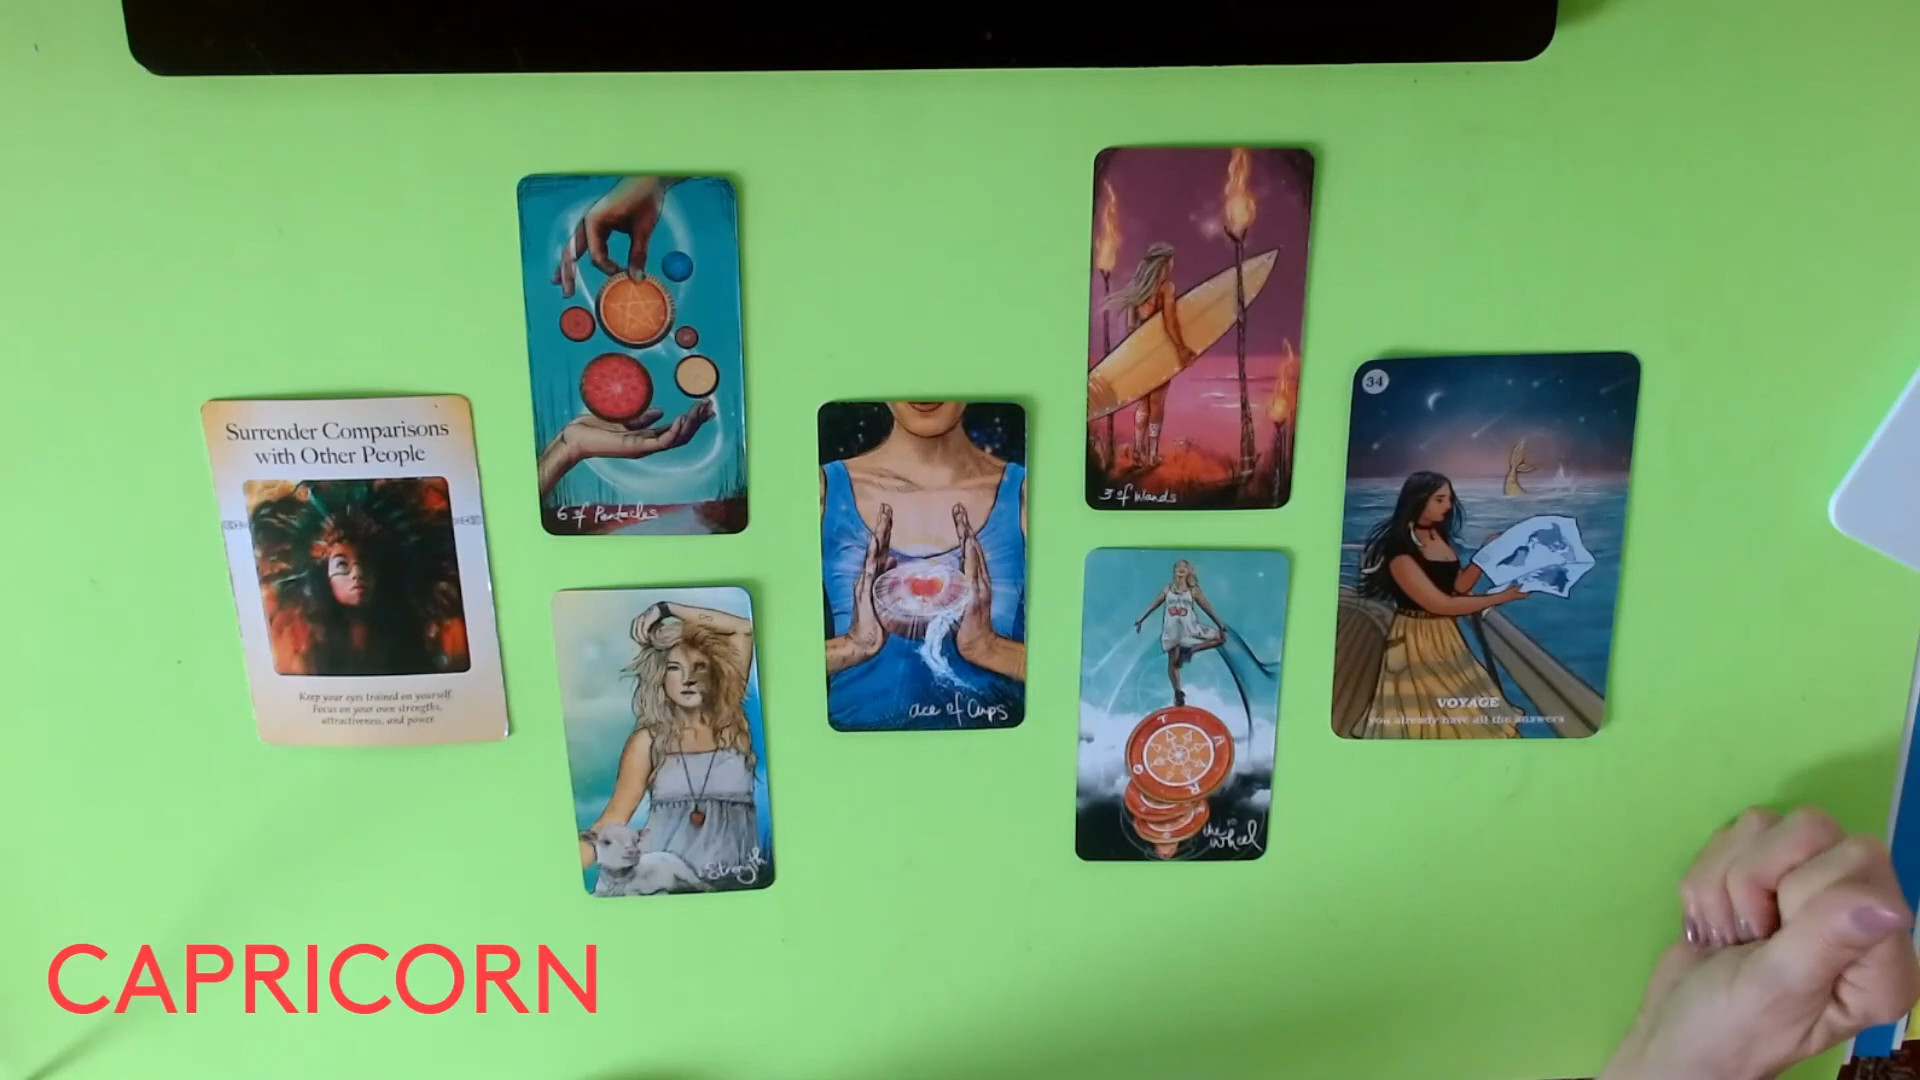 Surrender Comparisons
with Other People
Keep your eyes trained on yourself.
Focus on your own strengths,
attractiveness, and power
6 of Pentacles
Strength
ace of Cups
3 of Wands
10
the Wheel
T
A
R
O
34
VOYAGE
you already have all the answers
CAPRICORN